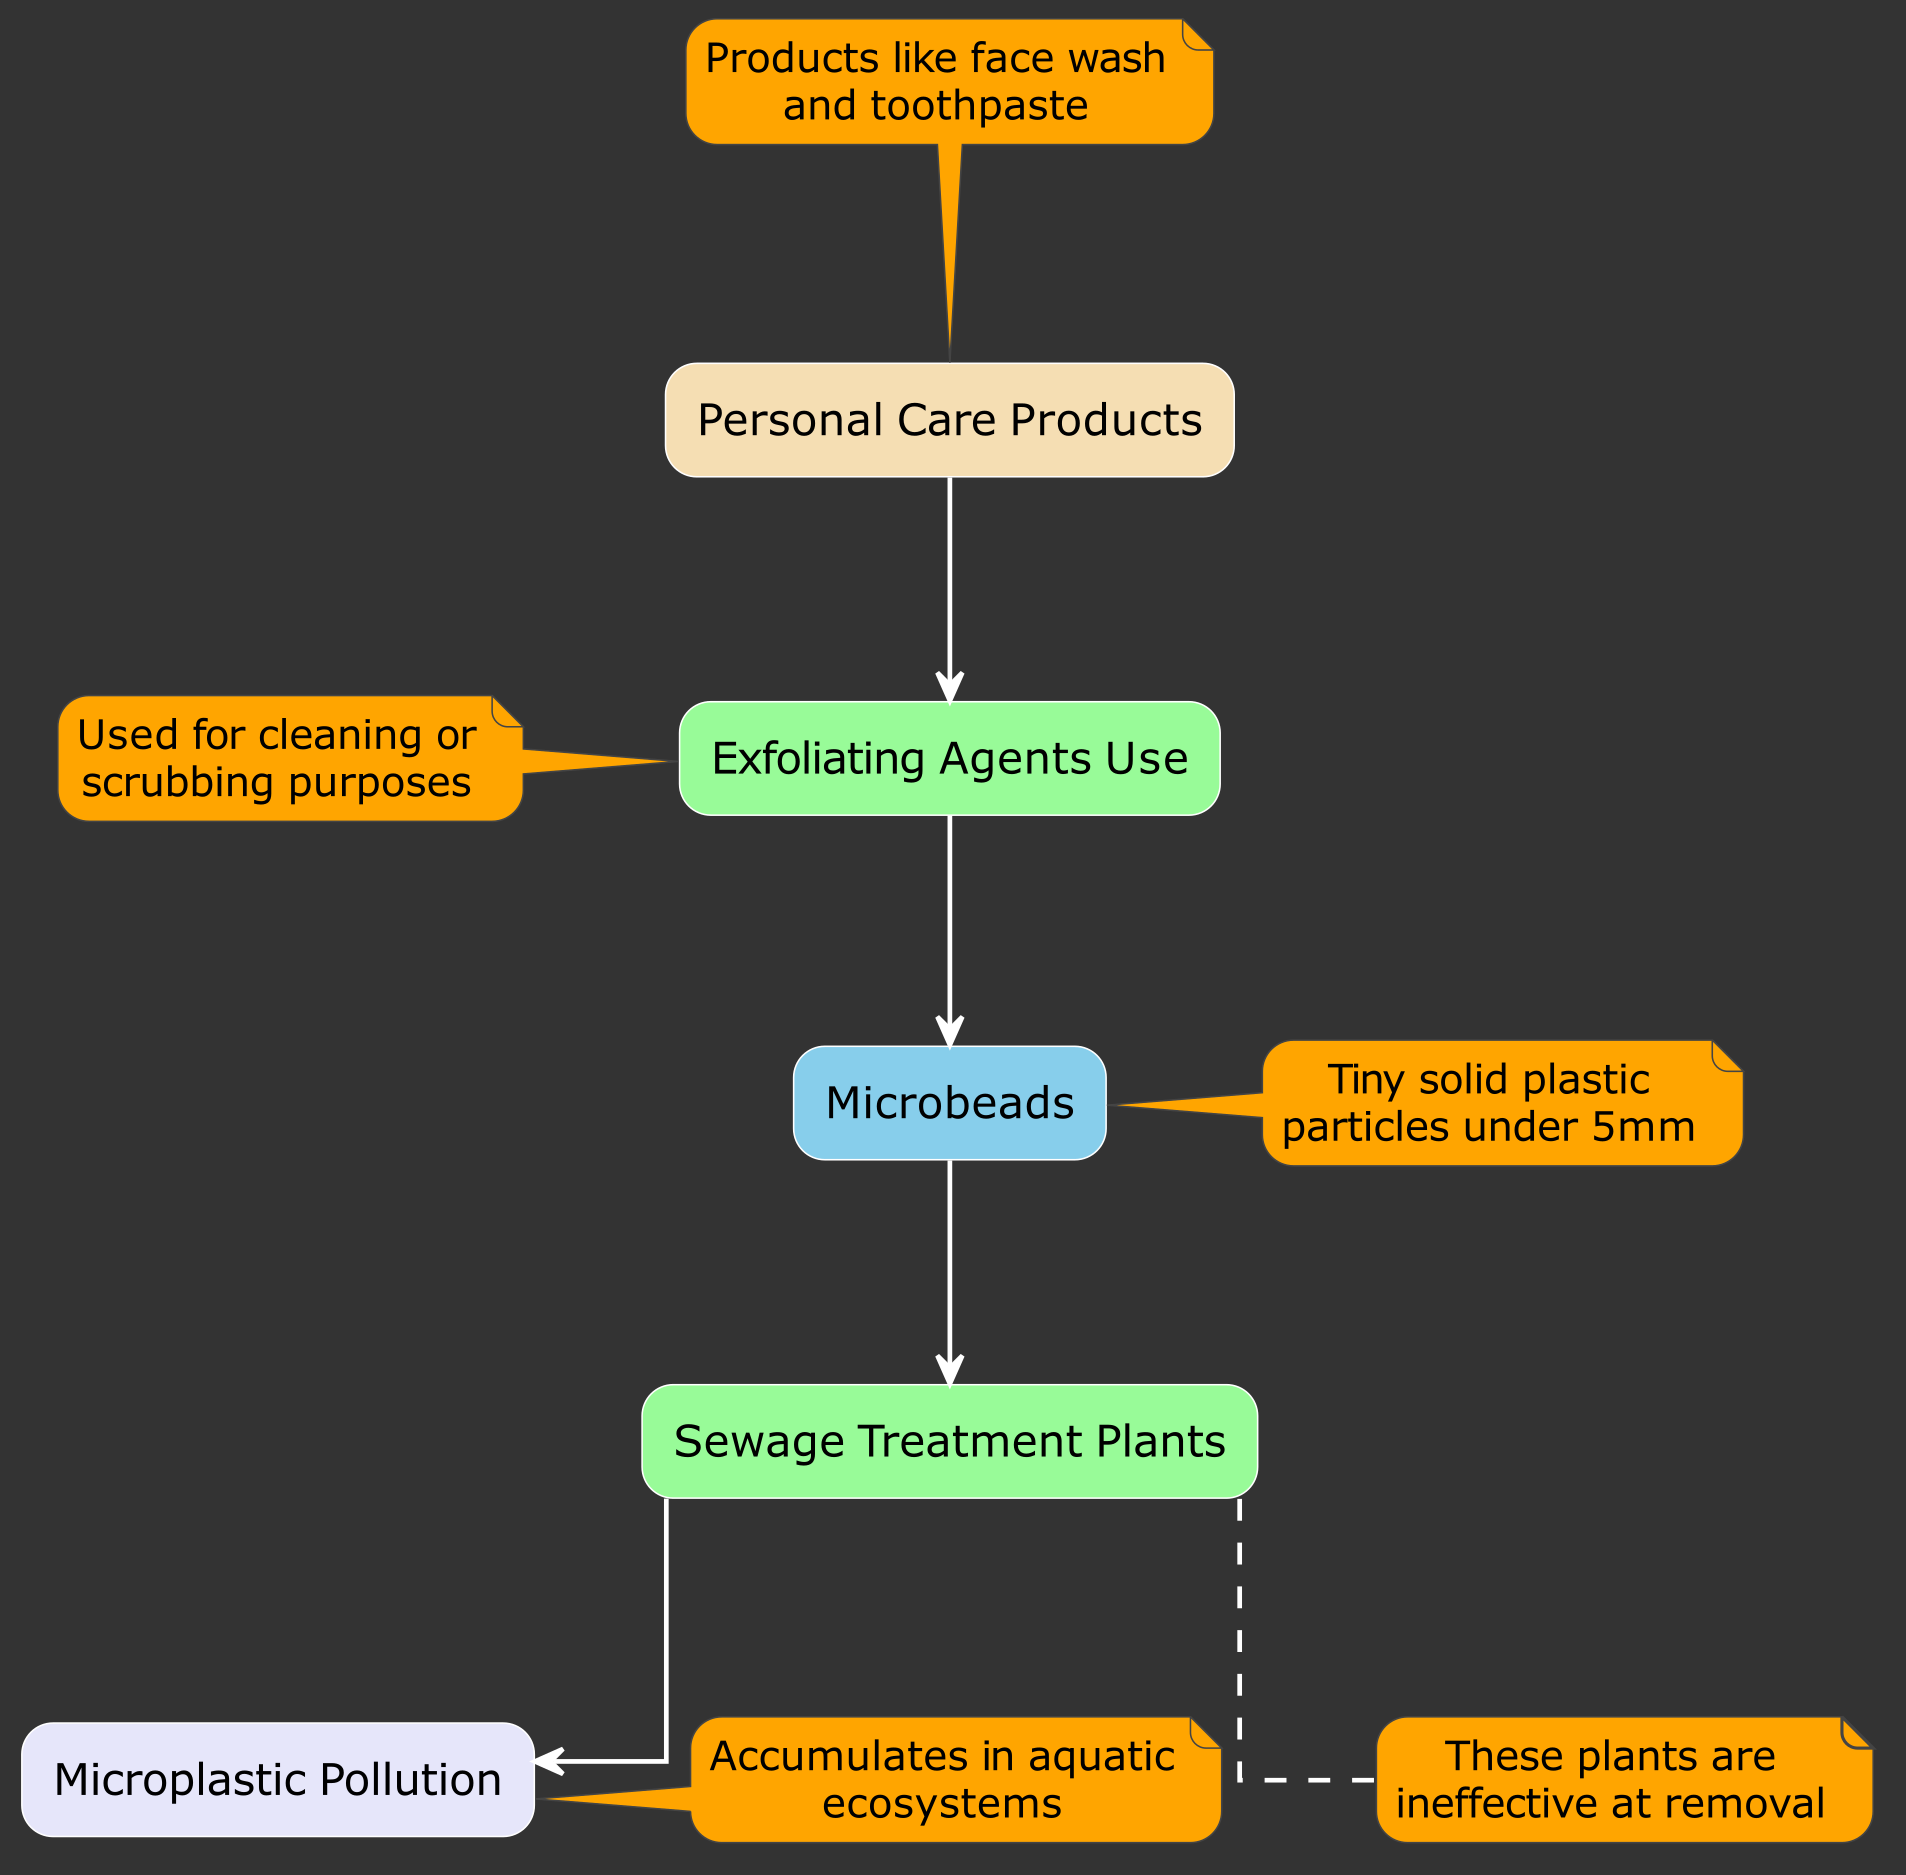 Products like face wash
and toothpaste
Personal Care Products
Used for cleaning or
scrubbing purposes
Exfoliating Agents Use
Microbeads
Tiny solid plastic
particles under 5mm
Sewage Treatment Plants
Microplastic Pollution
Accumulates in aquatic
ecosystems
These plants are
ineffective at removal